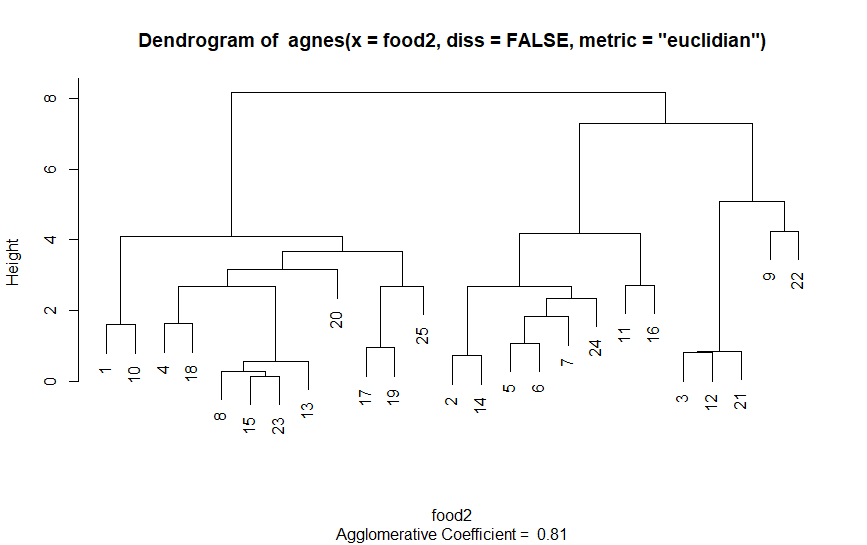 Dendrogram of agnes(x = food2, diss = FALSE, metric = "euclidian")
Height
8
6
4
2
0
1 10 4 18 8 15 23 13 20 17 19 25 2 14 5 6 7 24 11 16 3 12 21 9 22
food2
Agglomerative Coefficient = 0.81